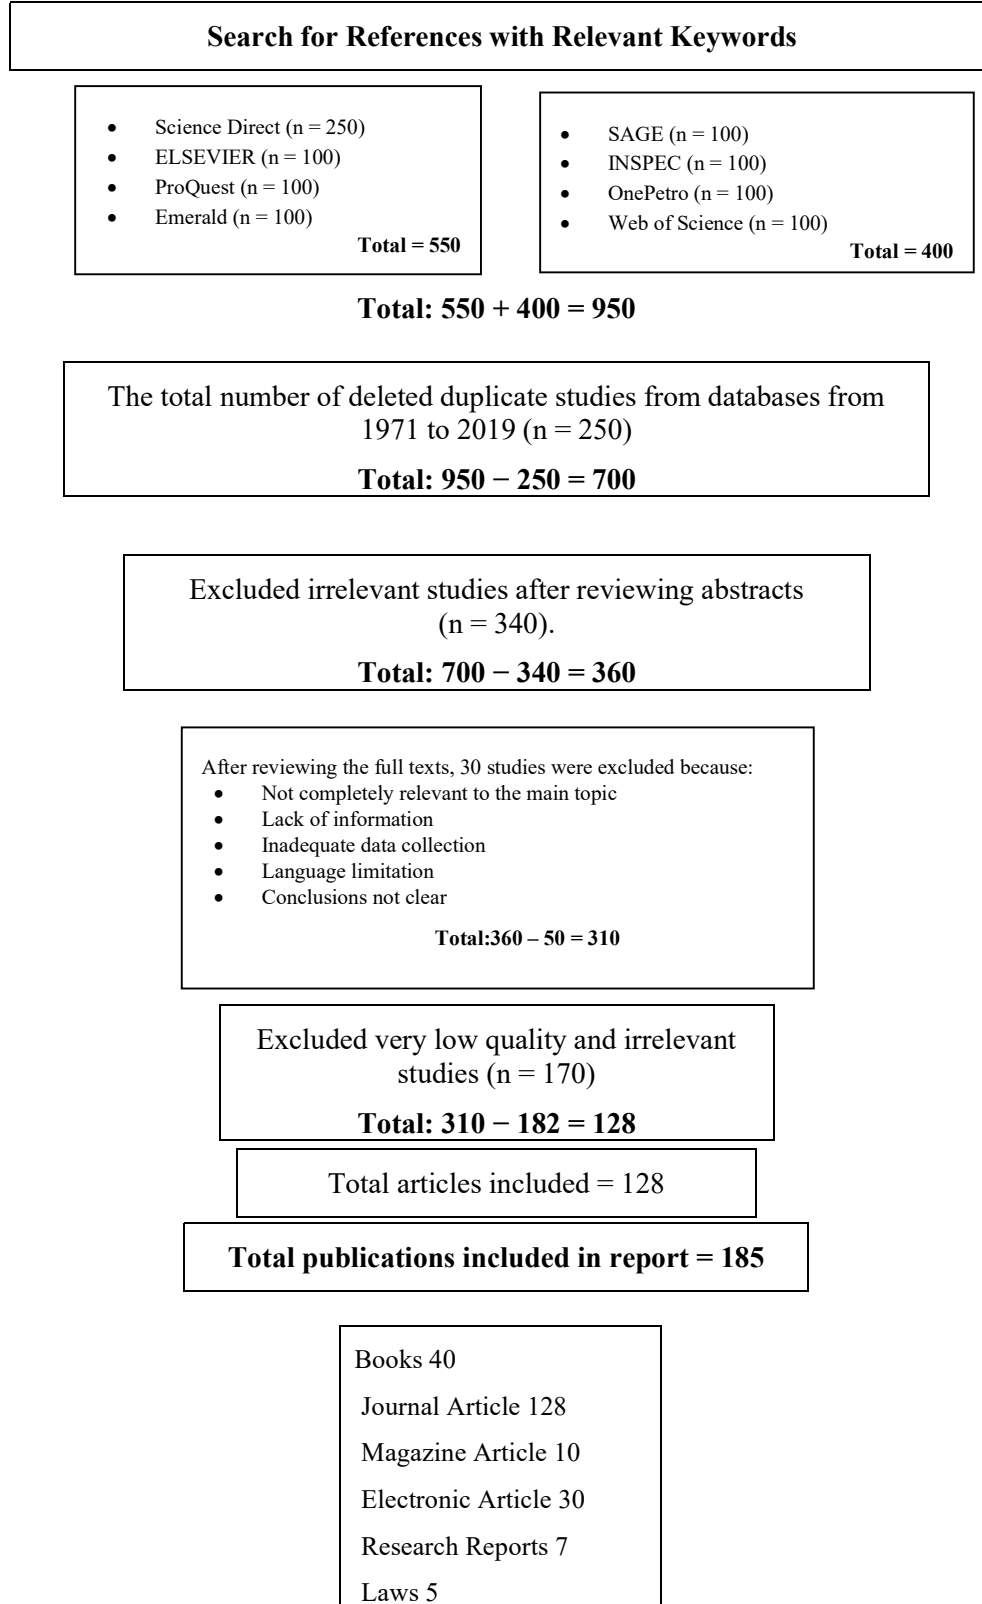 Search for References with Relevant Keywords
• Science Direct (n = 250)
• ELSEVIER (n = 100)
• ProQuest (n = 100)
• Emerald (n = 100)
Total = 550
• SAGE (n = 100)
• INSPEC (n = 100)
• OnePetro (n = 100)
• Web of Science (n = 100)
Total = 400
Total: 550 + 400 = 950
The total number of deleted duplicate studies from databases from
1971 to 2019 (n = 250)
Total: 950 − 250 = 700
Excluded irrelevant studies after reviewing abstracts
(n = 340).
Total: 700 − 340 = 360
After reviewing the full texts, 30 studies were excluded because:
• Not completely relevant to the main topic
• Lack of information
• Inadequate data collection
• Language limitation
• Conclusions not clear
Total:360 – 50 = 310
Excluded very low quality and irrelevant
studies (n = 170)
Total: 310 − 182 = 128
Total articles included = 128
Total publications included in report = 185
Books 40
Journal Article 128
Magazine Article 10
Electronic Article 30
Research Reports 7
Laws 5